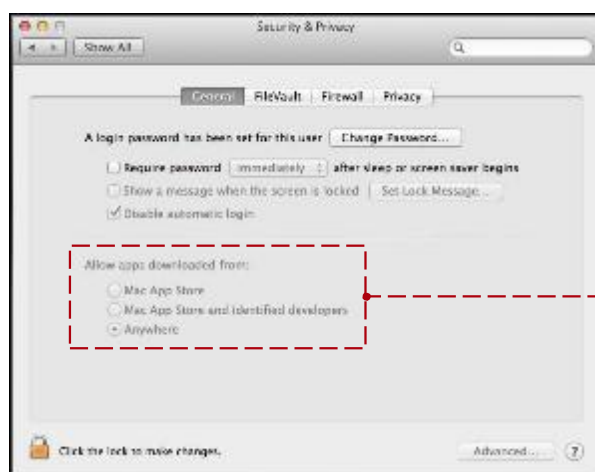 Security & Privacy
Show All
General FileVault Firewall Privacy
A login password has been set for this user Change Password...
Require password immediately after sleep or screen saver begins
Show a message when the screen is locked Set Lock Message...
Disable automatic login
Allow apps downloaded from:
Mac App Store
Mac App Store and identified developers
Anywhere
Click the lock to make changes.
Advanced... ?